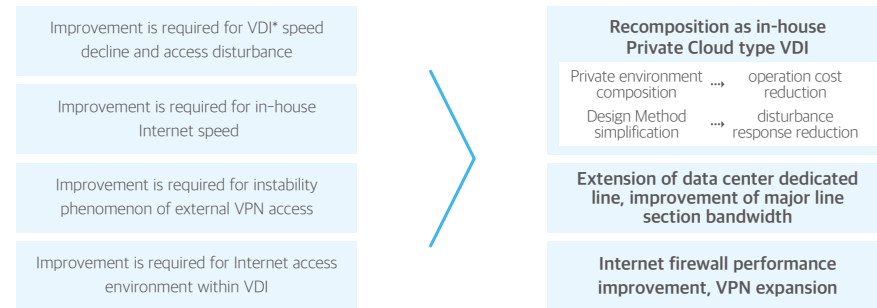 Improvement is required for VDI* speed
decline and access disturbance
Improvement is required for in-house
Internet speed
Improvement is required for instability
phenomenon of external VPN access
Improvement is required for Internet access
environment within VDI
Recomposition as in-house
Private Cloud type VDI
Private environment
composition
operation cost
reduction
Design Method
simplification
disturbance
response reduction
Extension of data center dedicated
line, improvement of major line
section bandwidth
Internet firewall performance
improvement, VPN expansion